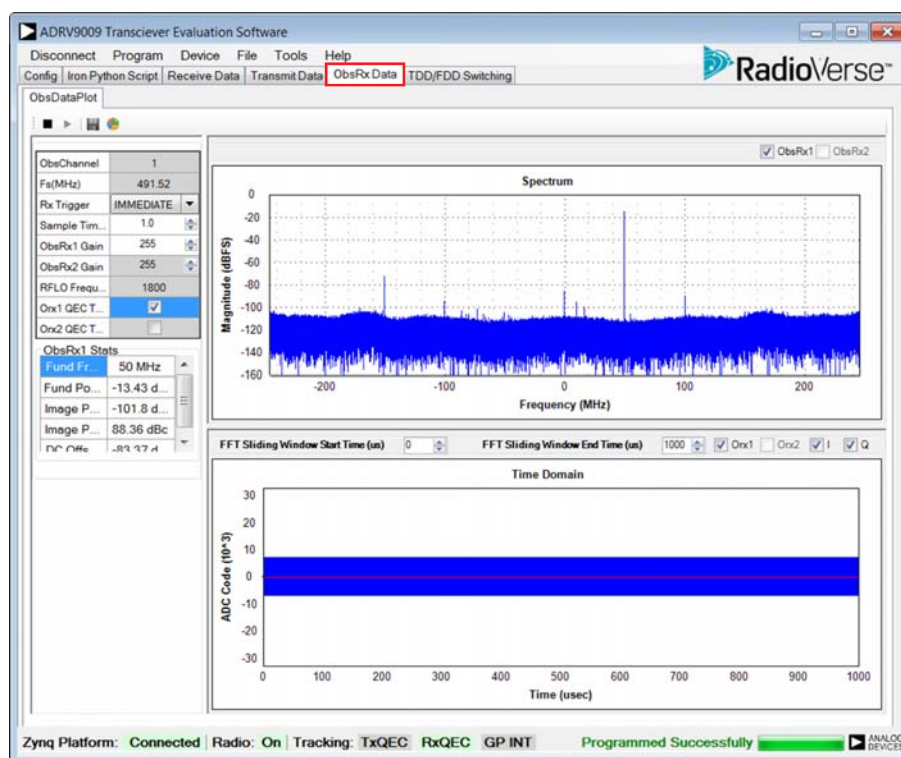 ADRV9009 Transciever Evaluation Software
Disconnect Program Device File Tools Help
RadioVerse™
Config Iron Python Script Receive Data Transmit Data ObsRx Data TDD/FDD Switching
ObsDataPlot
ObsRx1 ObsRx2
ObsChannel 1
Fs(MHz) 491.52
Rx Trigger IMMEDIATE
Sample Tim... 1.0
ObsRx1 Gain 255
ObsRx2 Gain 255
RFLO Frequ... 1800
Orx1 QEC T...
Orx2 QEC T...
ObsRx1 Stats
Fund Fr... 50 MHz
Fund Po... -13.43 d...
Image P... -101.8 d...
Image P... 88.36 dBc
DC Offs -83.37 d
Spectrum
Magnitude (dBFS)
0
-20
-40
-60
-80
-100
-120
-140
-160
-200 -100 0 100 200
Frequency (MHz)
FFT Sliding Window Start Time (us) 0 FFT Sliding Window End Time (us) 1000 Orx1 Orx2 I Q
Time Domain
ADC Code (10^3)
30
20
10
0
-10
-20
-30
0 100 200 300 400 500 600 700 800 900 1000
Time (usec)
Zynq Platform: Connected Radio: On Tracking: TxQEC RxQEC GP INT Programmed Successfully
ANALOG
DEVICES